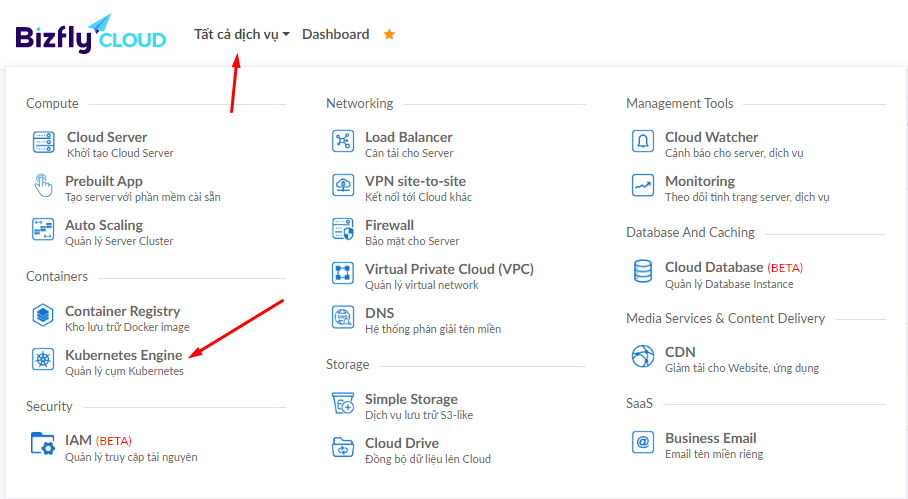 Bizfly CLOUD
Tất cả dịch vụ
Dashboard
Compute
Cloud Server
Khởi tạo Cloud Server
Prebuilt App
Tạo server với phần mềm cài sẵn
Auto Scaling
Quản lý Server Cluster
Containers
Container Registry
Kho lưu trữ Docker image
Kubernetes Engine
Quản lý cụm Kubernetes
Security
IAM (BETA)
Quản lý truy cập tài nguyên
Networking
Load Balancer
Cân tải cho Server
VPN site-to-site
Kết nối tới Cloud khác
Firewall
Bảo mật cho Server
Virtual Private Cloud (VPC)
Quản lý virtual network
DNS
Hệ thống phân giải tên miền
Storage
Simple Storage
Dịch vụ lưu trữ S3-like
Cloud Drive
Đồng bộ dữ liệu lên Cloud
Management Tools
Cloud Watcher
Cảnh báo cho server, dịch vụ
Monitoring
Theo dõi tình trạng server, dịch vụ
Database And Caching
Cloud Database (BETA)
Quản lý Database Instance
Media Services & Content Delivery
CDN
Giảm tải cho Website, ứng dụng
SaaS
Business Email
Email tên miền riêng